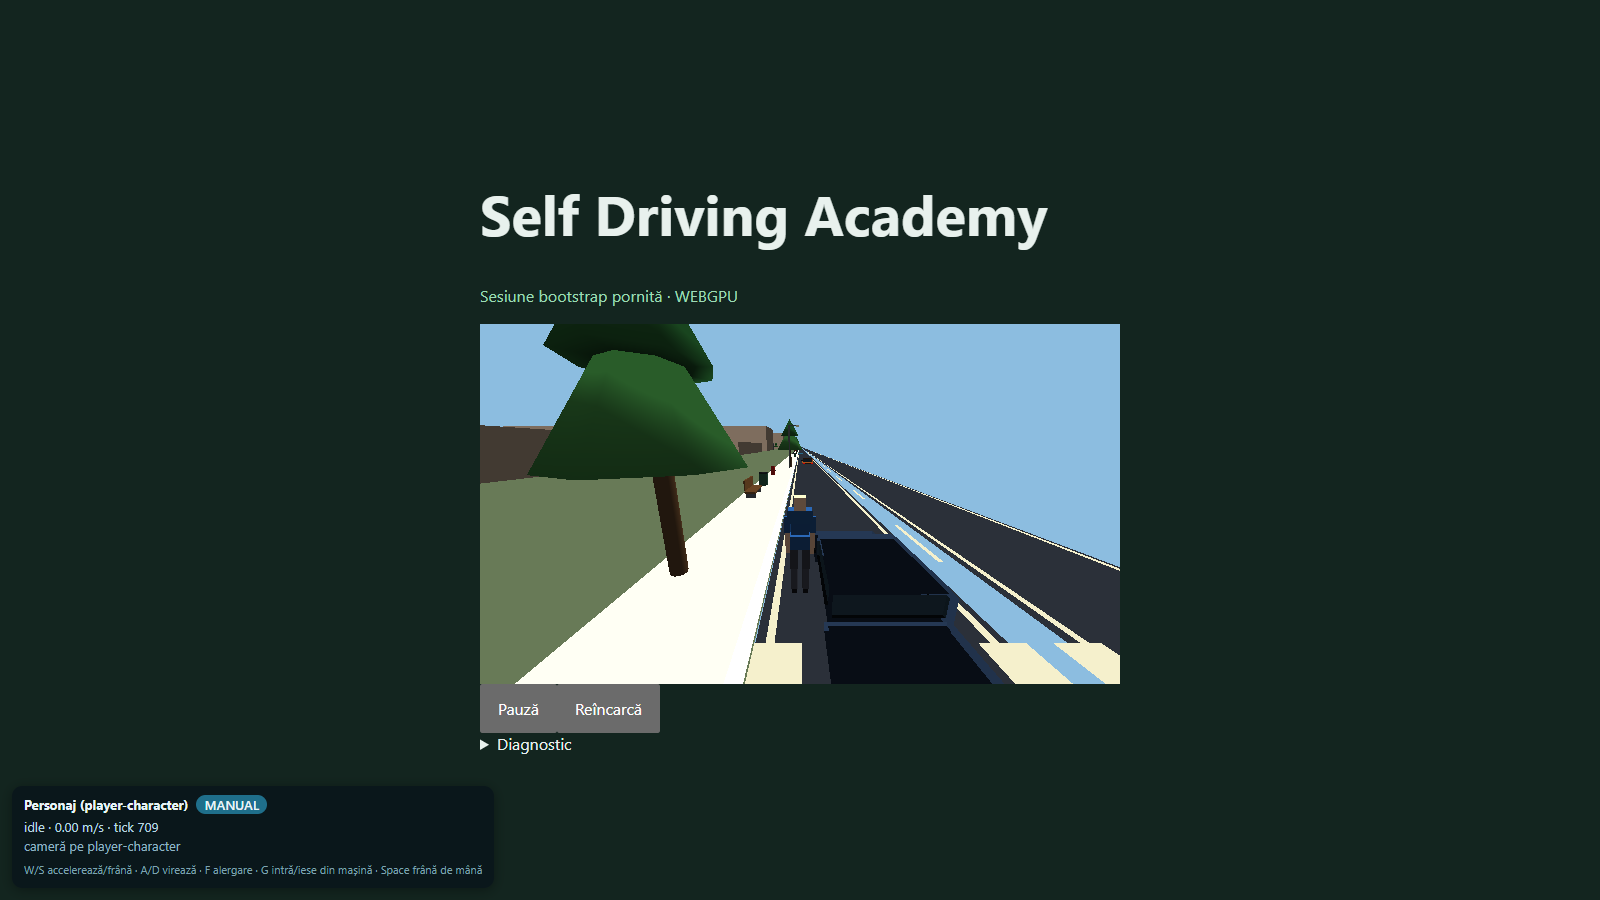 Self Driving Academy
Sesiune bootstrap pornită · WEBGPU
Pauză
Reîncarcă
▶ Diagnostic
Personaj (player-character) MANUAL
idle · 0.00 m/s · tick 709
cameră pe player-character
W/S accelerează/frână · A/D virează · F alergare · G intră/iese din mașină · Space frână de mână